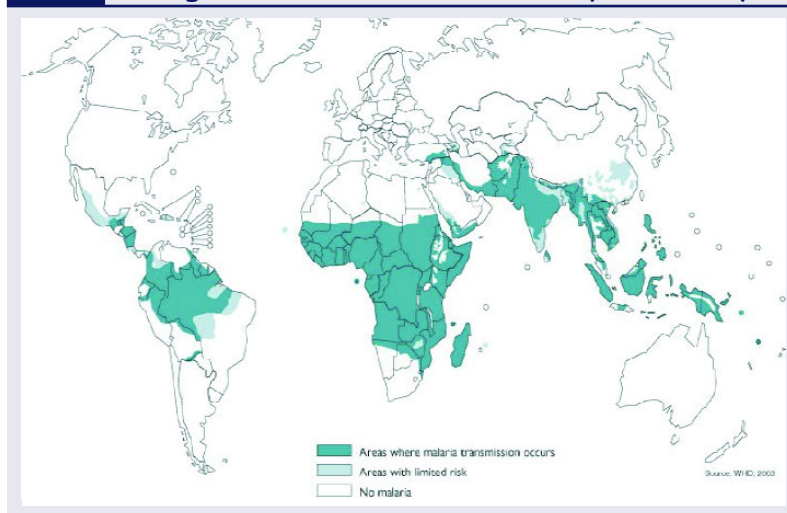 Areas where malaria transmission occurs
Areas with limited risk
No malaria
Source, WHO, 2003